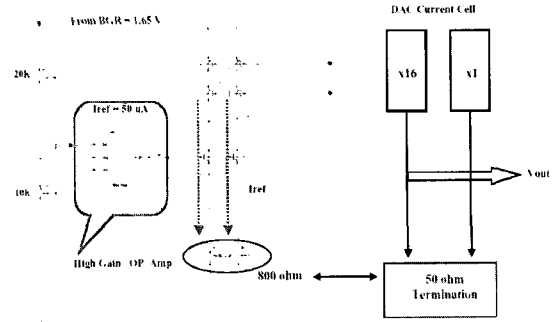 DAC Current Cell
From BGR = 1.65V
20K
x16
x1
Iref = 50 uA
Vout
10K
Iref
High Gain OP Amp
800 ohm
50 ohm
Termination